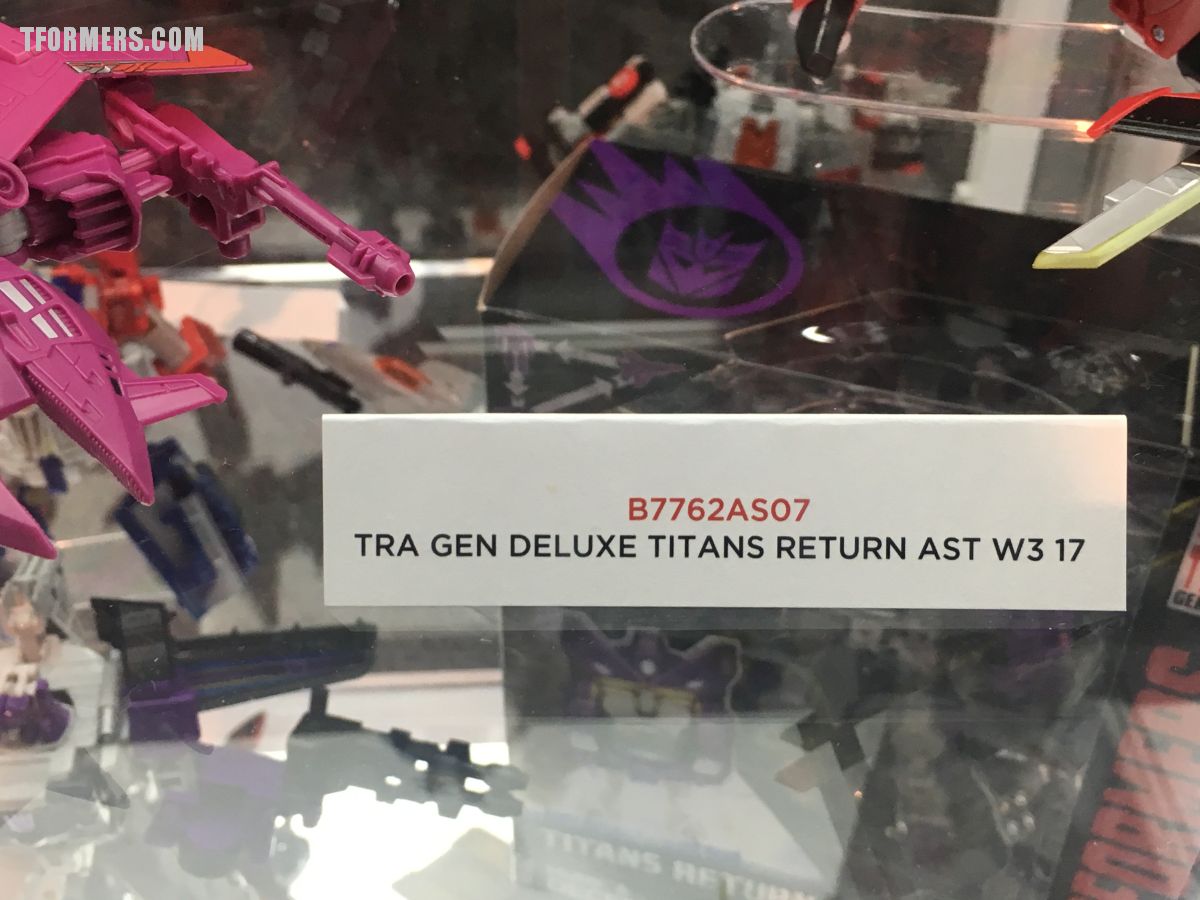 TFORMERS.COM
B7762AS07
TRA GEN DELUXE TITANS RETURN AST W3 17
TITANS RETURN